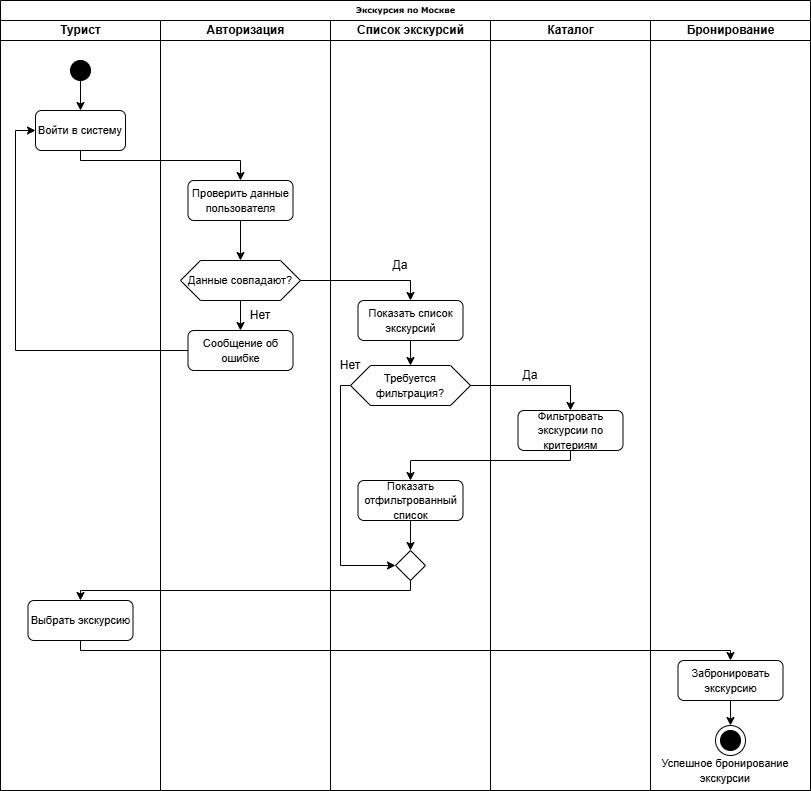 Экскурсия по Москве
Турист
Авторизация
Список экскурсий
Каталог
Бронирование
Войти в систему
Проверить данные
пользователя
Данные совпадают?
Да
Нет
Показать список
экскурсий
Сообщение об
ошибке
Нет
Требуется
фильтрация?
Да
Фильтровать
экскурсии по
критериям
Показать
отфильтрованный
список
Выбрать экскурсию
Забронировать
экскурсию
Успешное бронирование
экскурсии